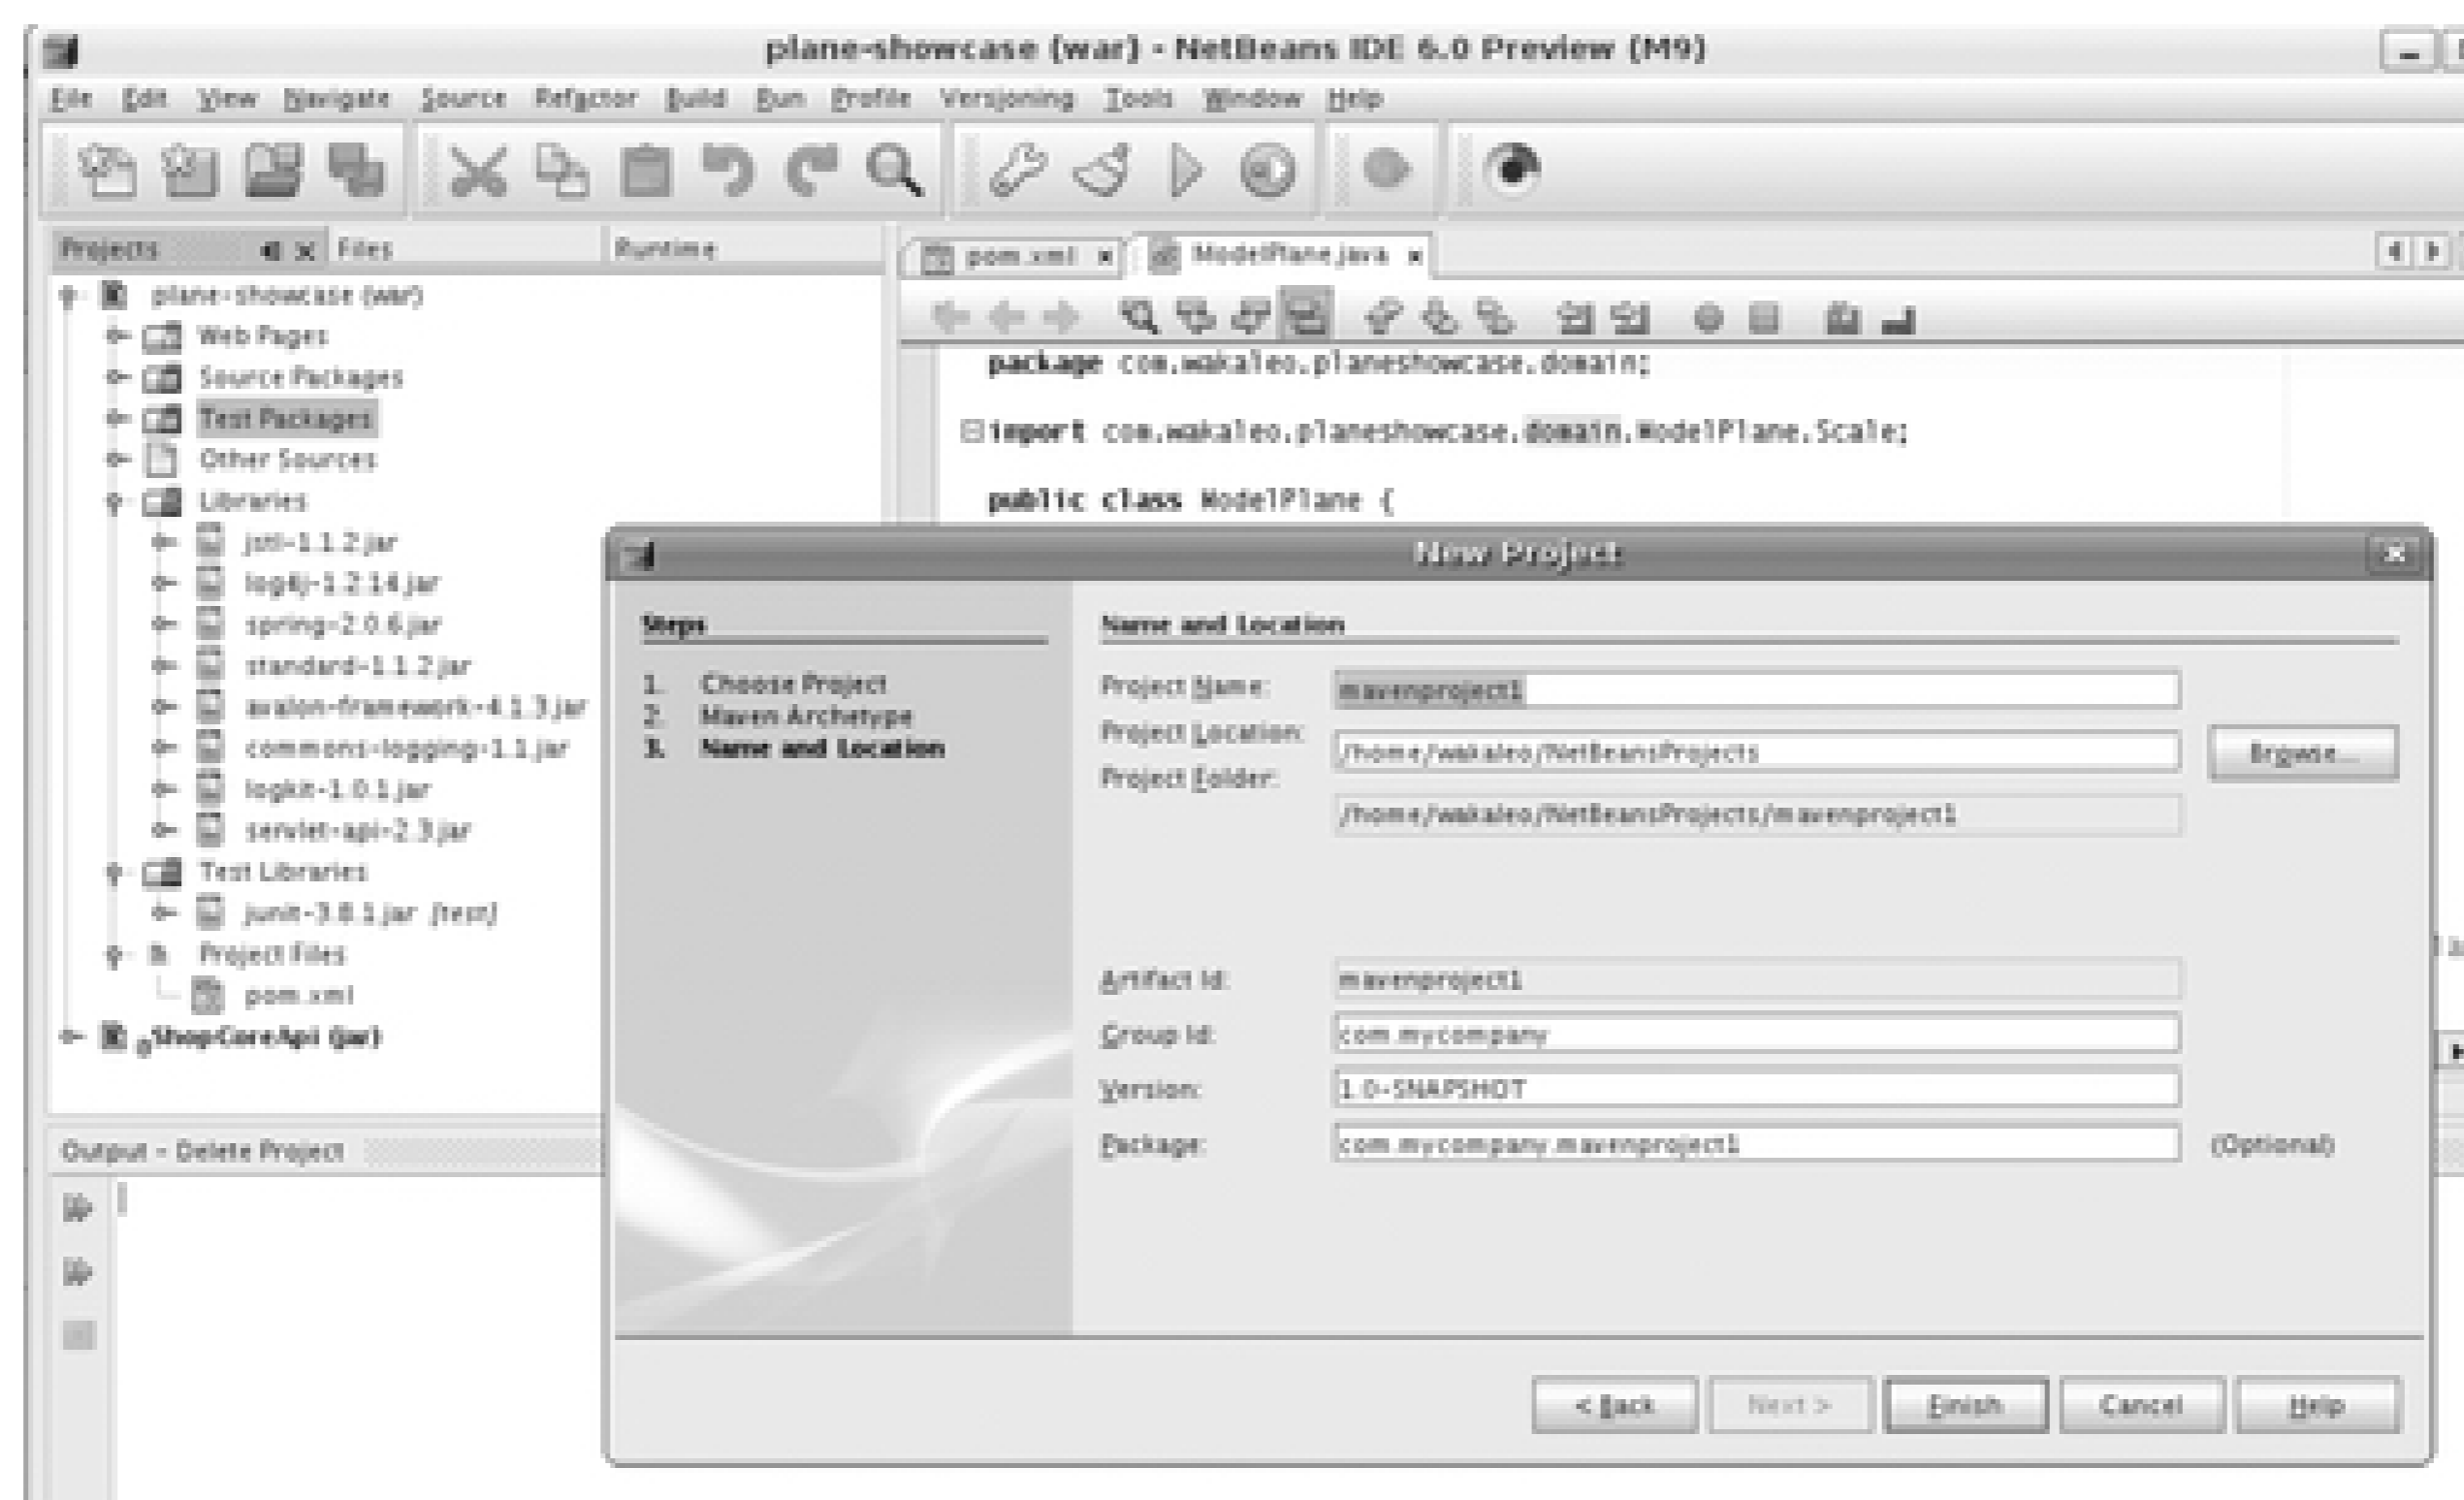 plane-showcase (war) - NetBeans IDE 6.0 Preview (M9)
File Edit View Navigate Source Refactor Build Run Profile Versioning Tools Window Help
Projects Files Runtime
plane-showcase (war)
Web Pages
Source Packages
Test Packages
Other Sources
Libraries
jstl-1.1.2.jar
log4j-1.2.14.jar
spring-2.0.6.jar
standard-1.1.2.jar
avalon-framework-4.1.3.jar
commons-logging-1.1.jar
logkit-1.0.1.jar
servlet-api-2.3.jar
Test Libraries
junit-3.8.1.jar [test]
Project Files
pom.xml
ShopCoreApi (jar)
Output - Delete Project
pom.xml ModelPlane.java
package com.wakaleo.planeshowcase.domain;
import com.wakaleo.planeshowcase.domain.ModelPlane.Scale;
public class ModelPlane {
New Project
Steps
1. Choose Project
2. Maven Archetype
3. Name and Location
Name and Location
Project Name: mavenproject1
Project Location: /home/wakaleo/NetBeansProjects Browse...
Project Folder: /home/wakaleo/NetBeansProjects/mavenproject1
Artifact Id: mavenproject1
Group Id: com.mycompany
Version: 1.0-SNAPSHOT
Package: com.mycompany.mavenproject1 (Optional)
< Back Next > Finish Cancel Help